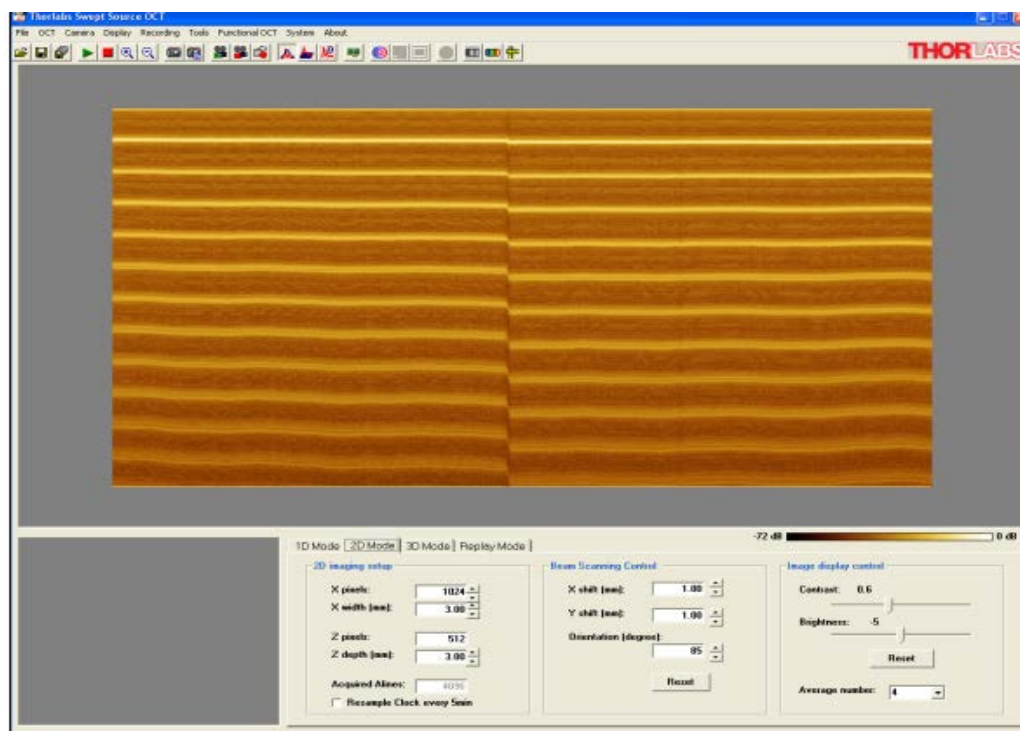 Thorlabs Swept Source OCT
File OCT Camera Display Recording Tools Functional OCT System About
THORLABS
-72 dB 0 dB
1D Mode 2D Mode 3D Mode Replay Mode
2D imaging setup
X pixels: 1024
X width (mm): 3.00
Z pixels: 512
Z depth (mm): 3.00
Acquired Alines: 4096
Resample Clock every 5min
Beam Scanning Control
X shift (mm): 1.00
Y shift (mm): 1.00
Orientation (degree):
85
Reset
Image display control
Contrast: 0.6
Brightness: -5
Reset
Average number: 4